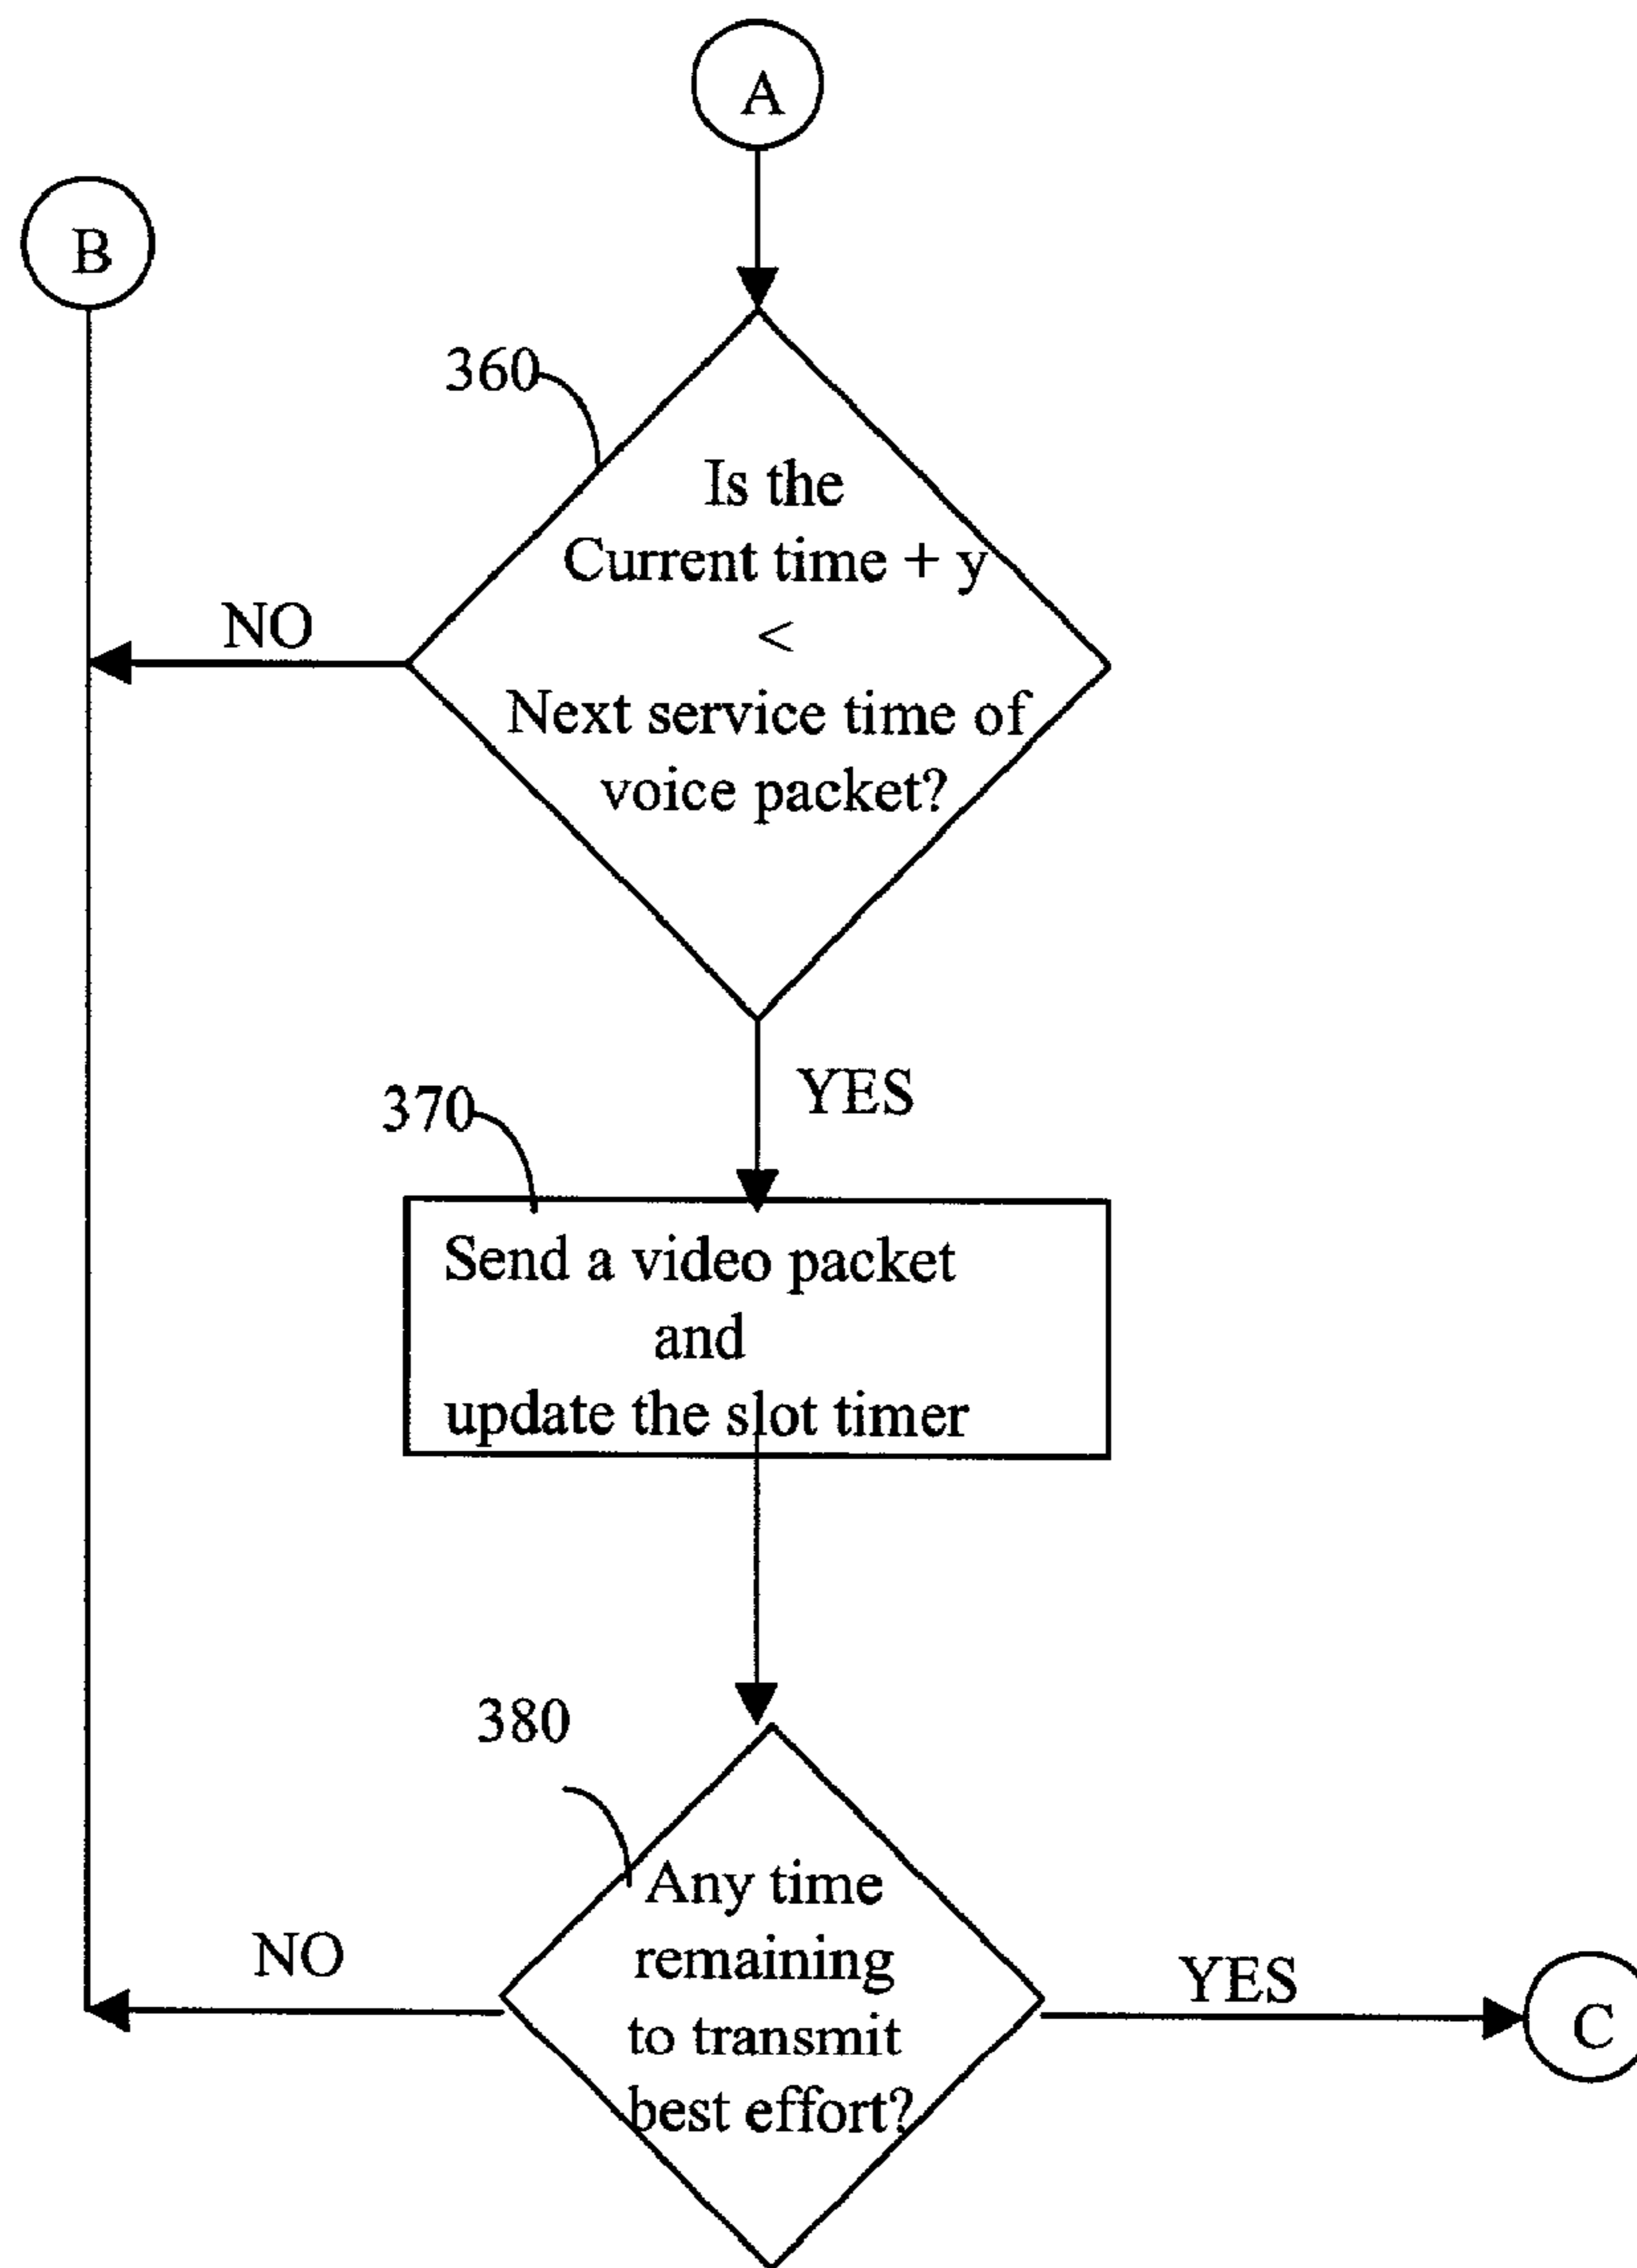 A
B
360
Is the
Current time + y
<
Next service time of
voice packet?
NO
YES
370
Send a video packet
and
update the slot timer
380
Any time
remaining
to transmit
best effort?
NO
YES
C